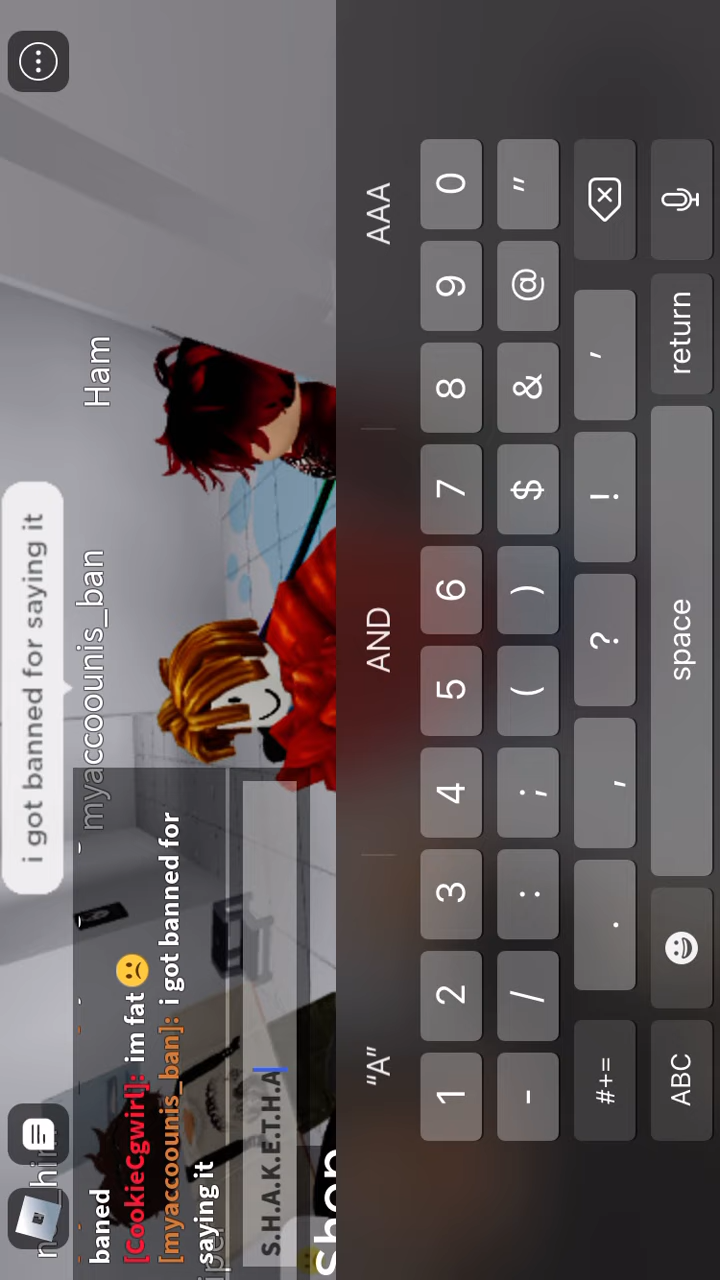 i got banned for saying it
Ham
myaccoounis_ban
baned
[CookieCgwirl]: im fat☹️
[myaccoounis_ban]: i got banned for
saying it
S.H.A.K.E.T.H.A
Shop
“A” AND AAA
1 2 3 4 5 6 7 8 9 0
- / : ; ( ) $ & @ "
#+= . , ? ! '
ABC space return